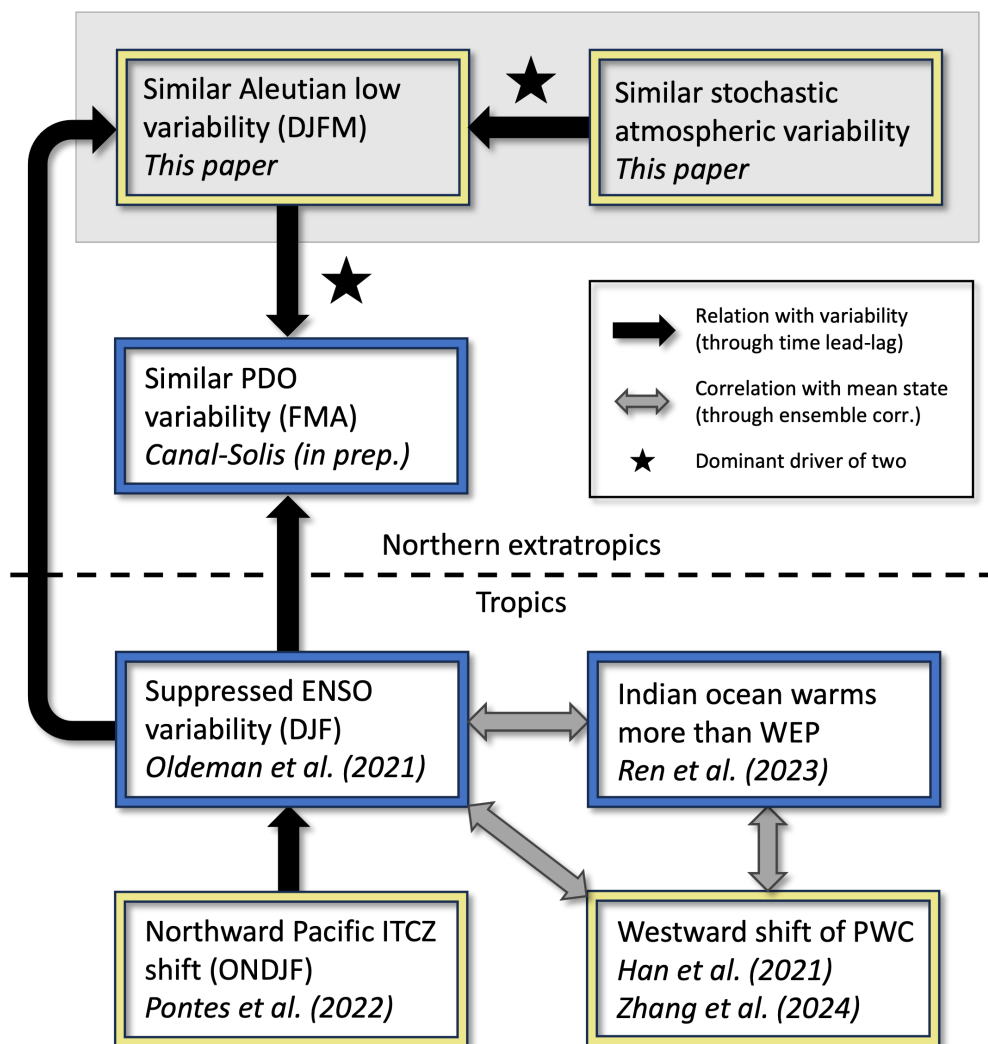 Similar Aleutian low
variability (DJFM)
This paper
Similar stochastic
atmospheric variability
This paper
Relation with variability
(through time lead-lag)
Correlation with mean state
(through ensemble corr.)
Dominant driver of two
Similar PDO
variability (FMA)
Canal-Solis (in prep.)
Northern extratropics
Tropics
Suppressed ENSO
variability (DJF)
Oldeman et al. (2021)
Indian ocean warms
more than WEP
Ren et al. (2023)
Northward Pacific ITCZ
shift (ONDJF)
Pontes et al. (2022)
Westward shift of PWC
Han et al. (2021)
Zhang et al. (2024)